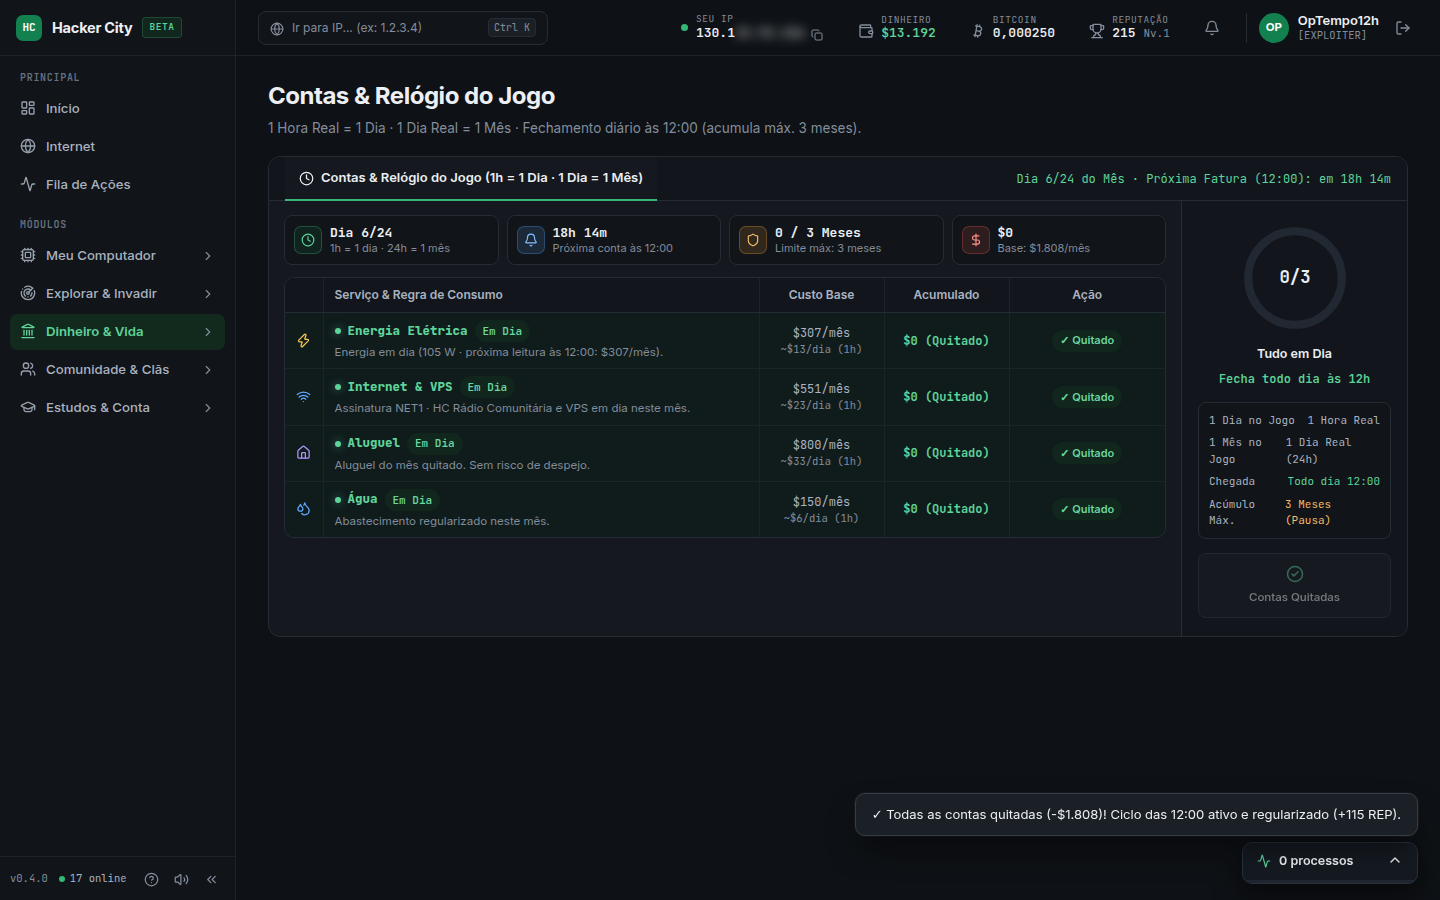 HC Hacker City BETA
Ir para IP... (ex: 1.2.3.4) Ctrl K
SEU IP
130.1
DINHEIRO
$13.192
BITCOIN
0,000250
REPUTAÇÃO
215 Nv.1
OP OpTempo12h
[EXPLOITER]
PRINCIPAL
Início
Internet
Fila de Ações
MÓDULOS
Meu Computador
Explorar & Invadir
Dinheiro & Vida
Comunidade & Clãs
Estudos & Conta
v0.4.0 17 online
Contas & Relógio do Jogo
1 Hora Real = 1 Dia · 1 Dia Real = 1 Mês · Fechamento diário às 12:00 (acumula máx. 3 meses).
Contas & Relógio do Jogo (1h = 1 Dia · 1 Dia = 1 Mês)
Dia 6/24 do Mês · Próxima Fatura (12:00): em 18h 14m
Dia 6/24
1h = 1 dia · 24h = 1 mês
18h 14m
Próxima conta às 12:00
0 / 3 Meses
Limite máx: 3 meses
$0
Base: $1.808/mês
Serviço & Regra de Consumo Custo Base Acumulado Ação
Energia Elétrica Em Dia
Energia em dia (105 W · próxima leitura às 12:00: $307/mês).
$307/mês
~$13/dia (1h)
$0 (Quitado)
✓ Quitado
Internet & VPS Em Dia
Assinatura NET1 · HC Rádio Comunitária e VPS em dia neste mês.
$551/mês
~$23/dia (1h)
$0 (Quitado)
✓ Quitado
Aluguel Em Dia
Aluguel do mês quitado. Sem risco de despejo.
$800/mês
~$33/dia (1h)
$0 (Quitado)
✓ Quitado
Água Em Dia
Abastecimento regularizado neste mês.
$150/mês
~$6/dia (1h)
$0 (Quitado)
✓ Quitado
0/3
Tudo em Dia
Fecha todo dia às 12h
1 Dia no Jogo 1 Hora Real
1 Mês no Jogo 1 Dia Real (24h)
Chegada Todo dia 12:00
Acúmulo Máx. 3 Meses (Pausa)
Contas Quitadas
✓ Todas as contas quitadas (-$1.808)! Ciclo das 12:00 ativo e regularizado (+115 REP).
0 processos